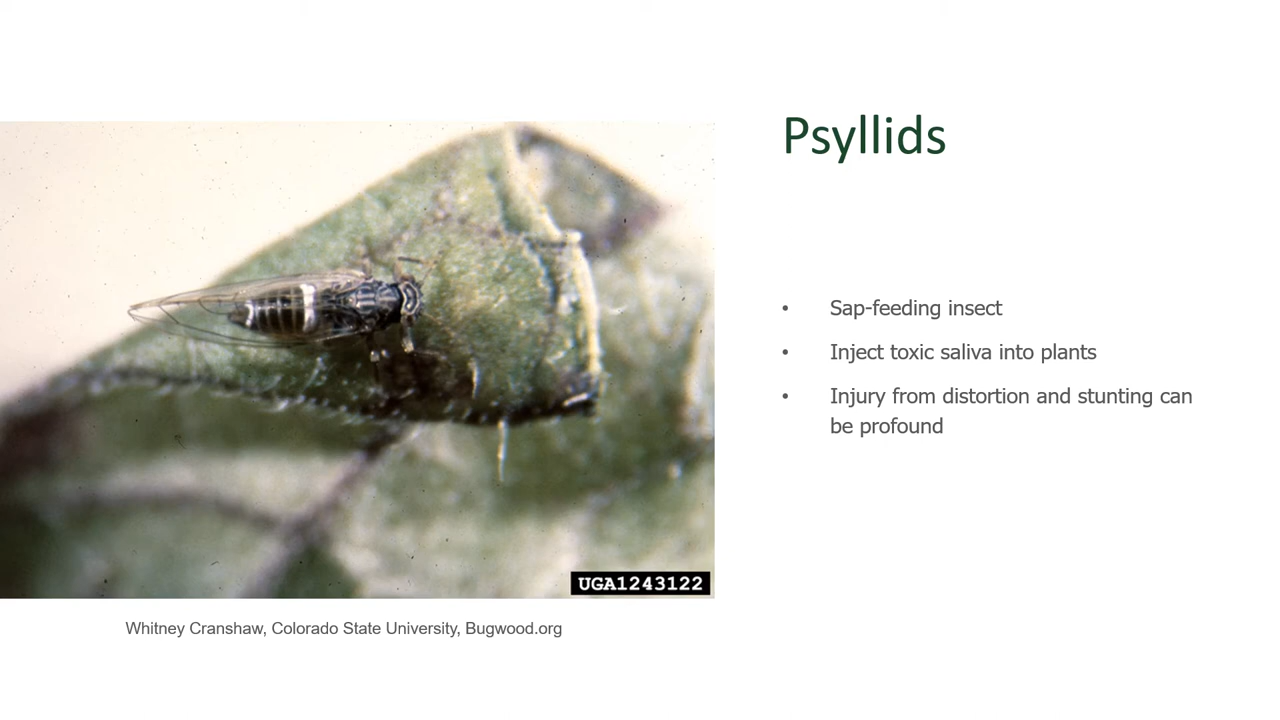 Psyllids
• Sap-feeding insect
• Inject toxic saliva into plants
• Injury from distortion and stunting can
be profound
UGA1243122
Whitney Cranshaw, Colorado State University, Bugwood.org